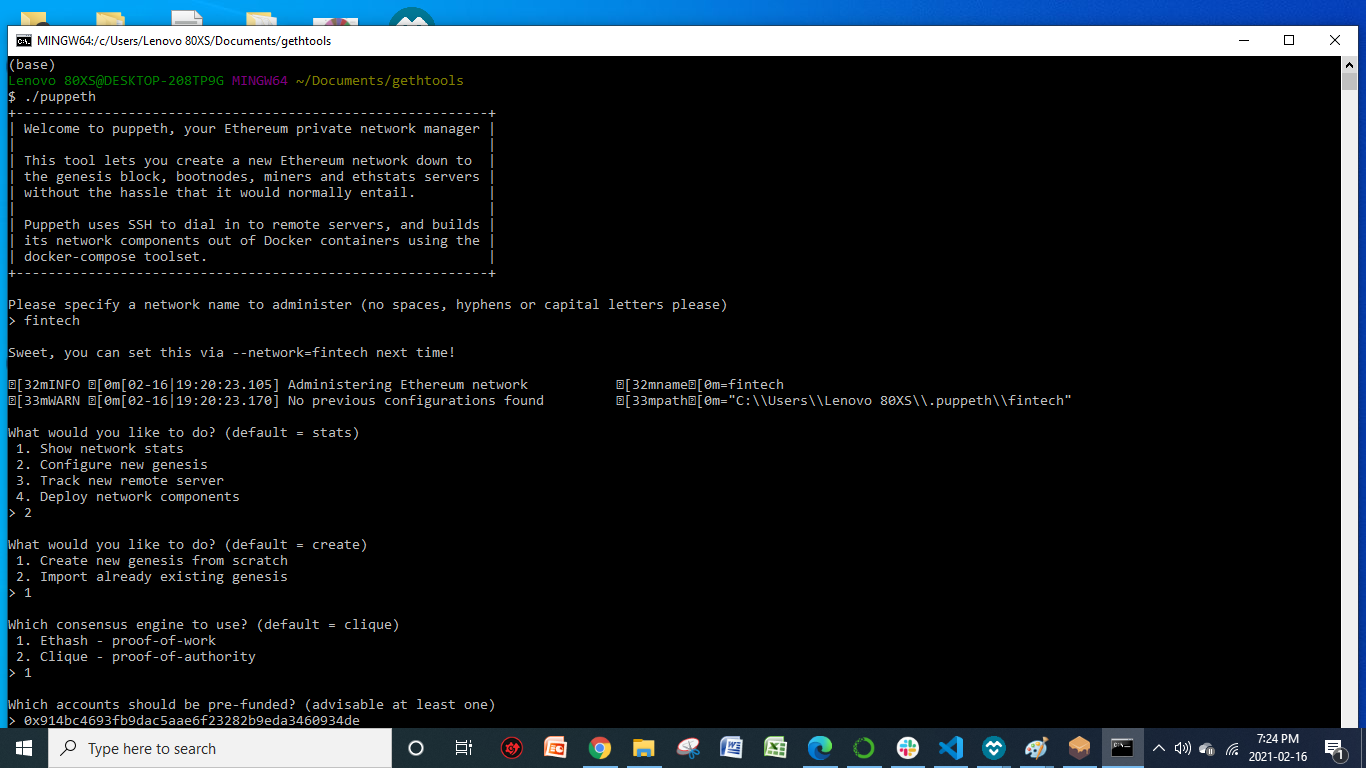 MINGW64:/c/Users/Lenovo 80XS/Documents/gethtools
(base)
Lenovo 80XS@DESKTOP-208TP9G MINGW64 ~/Documents/gethtools
$ ./puppeth
+-----------------------------------------------------------+
| Welcome to puppeth, your Ethereum private network manager |
|                                                           |
| This tool lets you create a new Ethereum network down to  |
| the genesis block, bootnodes, miners and ethstats servers |
| without the hassle that it would normally entail.         |
|                                                           |
| Puppeth uses SSH to dial in to remote servers, and builds |
| its network components out of Docker containers using the |
| docker-compose toolset.                                   |
+-----------------------------------------------------------+
Please specify a network name to administer (no spaces, hyphens or capital letters please)
> fintech
Sweet, you can set this via --network=fintech next time!
[32mINFO [0m[02-16|19:20:23.105] Administering Ethereum network [32mname[0m=fintech
[33mWARN [0m[02-16|19:20:23.170] No previous configurations found [33mpath[0m="C:\\Users\\Lenovo 80XS\\.puppeth\\fintech"
What would you like to do? (default = stats)
1. Show network stats
2. Configure new genesis
3. Track new remote server
4. Deploy network components
> 2
What would you like to do? (default = create)
1. Create new genesis from scratch
2. Import already existing genesis
> 1
Which consensus engine to use? (default = clique)
1. Ethash - proof-of-work
2. Clique - proof-of-authority
> 1
Which accounts should be pre-funded? (advisable at least one)
> 0x914bc4693fb9dac5aae6f23282b9eda3460934de
Type here to search
7:24 PM
2021-02-16
1